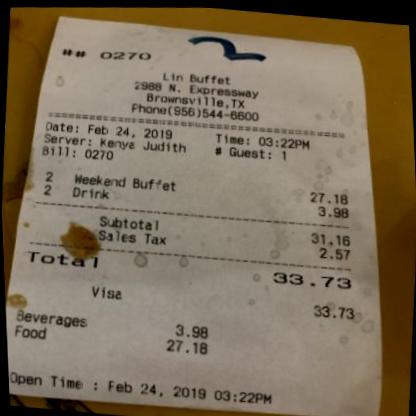 ## 0270
2
Lin Buffet
2988 N. Expressway
Brownsville,TX
Phone(956)544-6600
Date: Feb 24, 2019 Time: 03:22PM
Server: Kenya Judith # Guest: 1
Bill: 0270
2 Weekend Buffet 27.18
2 Drink 3.98
Subtotal 31.16
Sales Tax 2.57
Total 33.73
Visa 33.73
Beverages 3.98
Food 27.18
Open Time : Feb 24, 2019 03:22PM